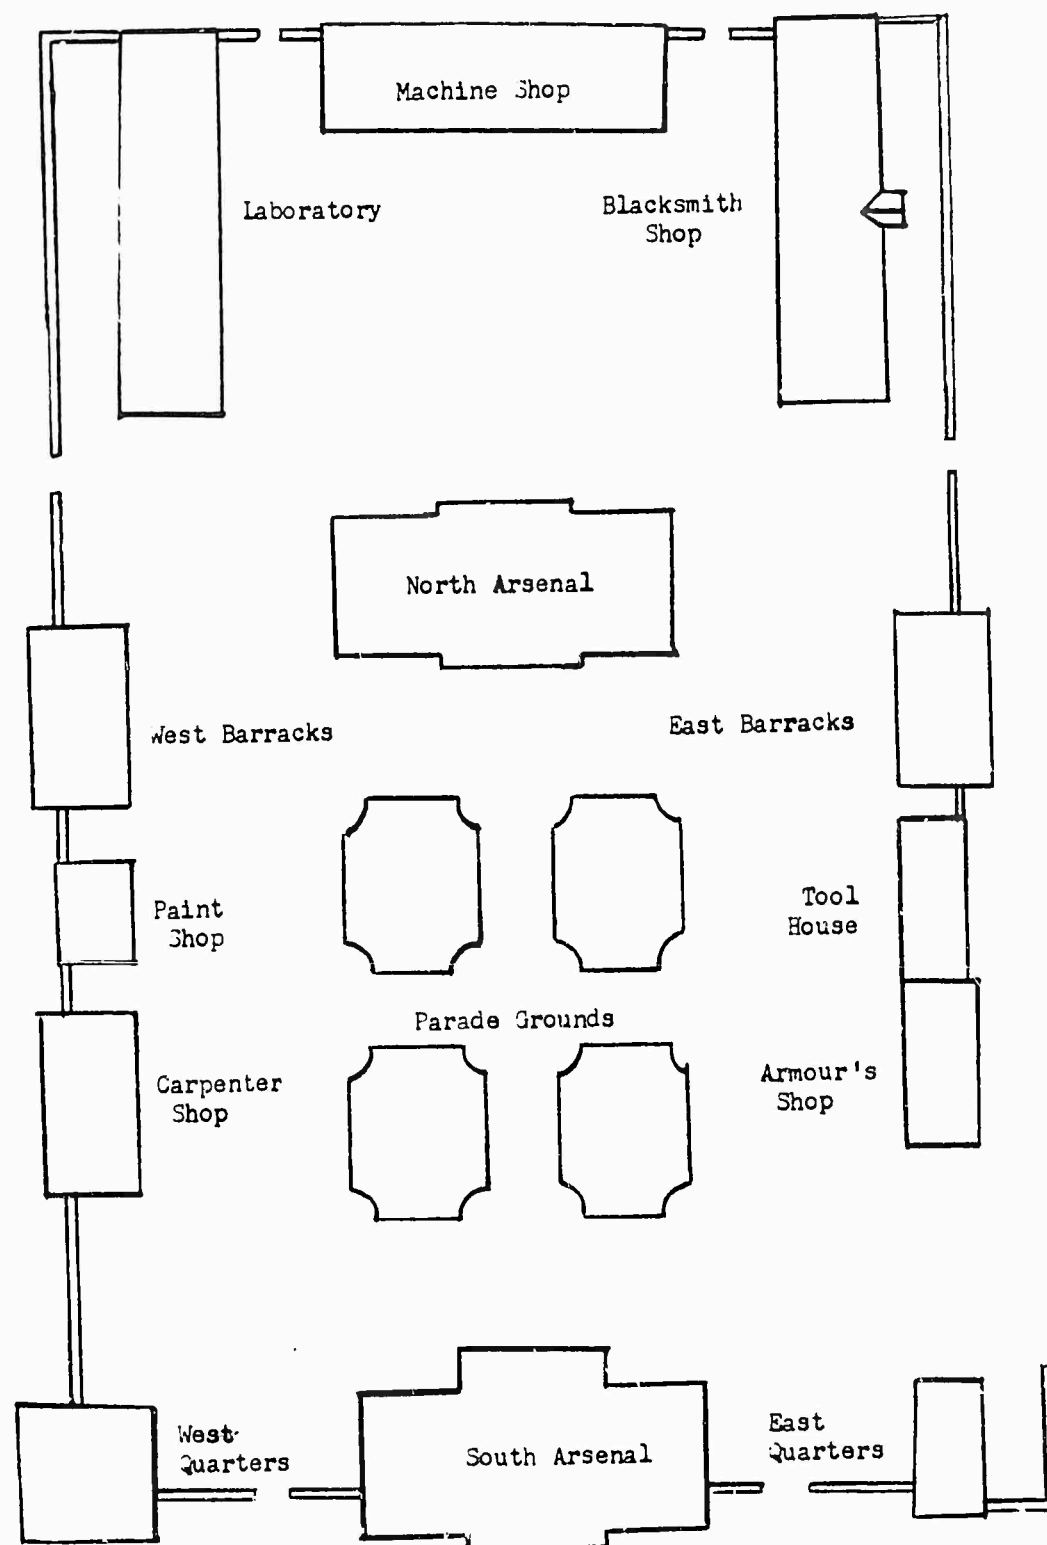 Machine Shop
Laboratory
Blacksmith
Shop
North Arsenal
West Barracks
East Barracks
Paint
Shop
Tool
House
Parade Grounds
Carpenter
Shop
Armour's
Shop
West
Quarters
South Arsenal
East
Quarters